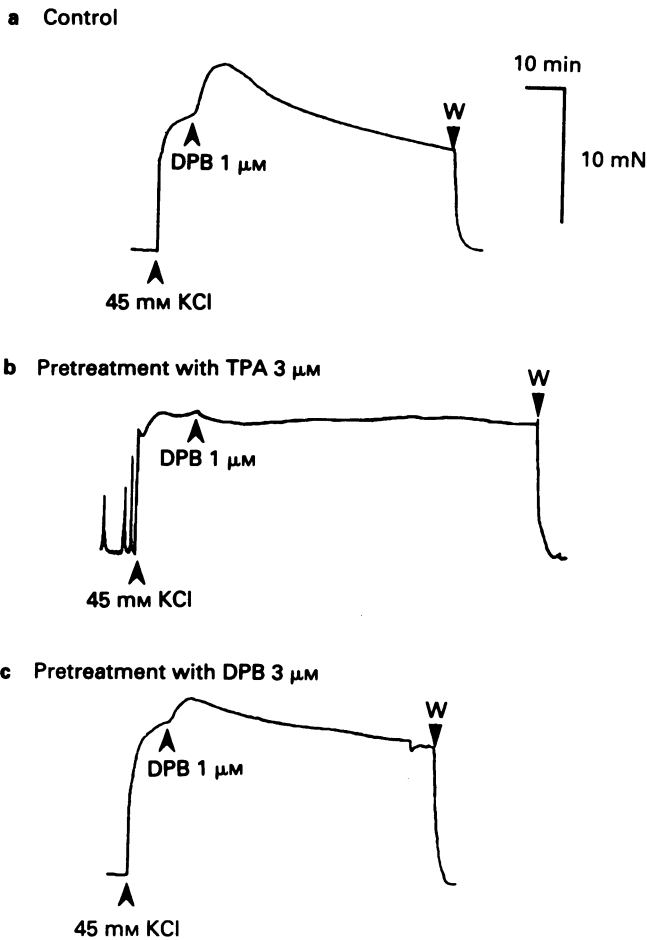 a Control
10 min
W
DPB 1 μM
10 mN
45 mM KCl
b Pretreatment with TPA 3 μM
W
DPB 1 μM
45 mM KCl
c Pretreatment with DPB 3 μM
W
DPB 1 μM
45 mM KCl